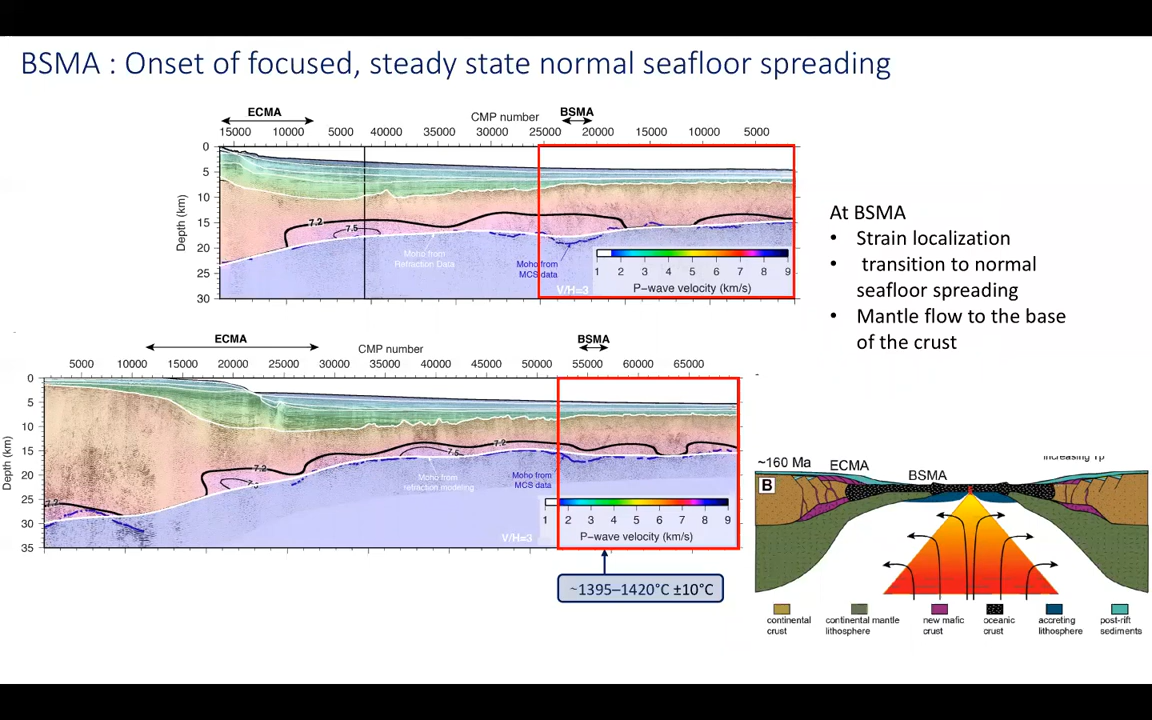 BSMA : Onset of focused, steady state normal seafloor spreading
ECMA
CMP number
BSMA
15000 10000 5000 40000 35000 30000 25000 20000 15000 10000 5000
0
5
10
15
20
25
30
Depth (km)
7.2
7.5
Moho from
Refraction Data
Moho from
MCS data
V/H=3
1 2 3 4 5 6 7 8 9
P-wave velocity (km/s)
At BSMA
• Strain localization
• transition to normal
seafloor spreading
• Mantle flow to the base
of the crust
ECMA
CMP number
BSMA
5000 10000 15000 20000 25000 30000 35000 40000 45000 50000 55000 60000 65000
0
5
10
15
20
25
30
35
Depth (km)
7.2
7.2
7.5
7.2
Moho from
refraction modeling
Moho from
MCS data
V/H=3
1 2 3 4 5 6 7 8 9
P-wave velocity (km/s)
~1395–1420°C ±10°C
~160 Ma
ECMA
BSMA
increasing Tp
B
continental
crust
continental mantle
lithosphere
new mafic
crust
oceanic
crust
accreting
lithosphere
post-rift
sediments